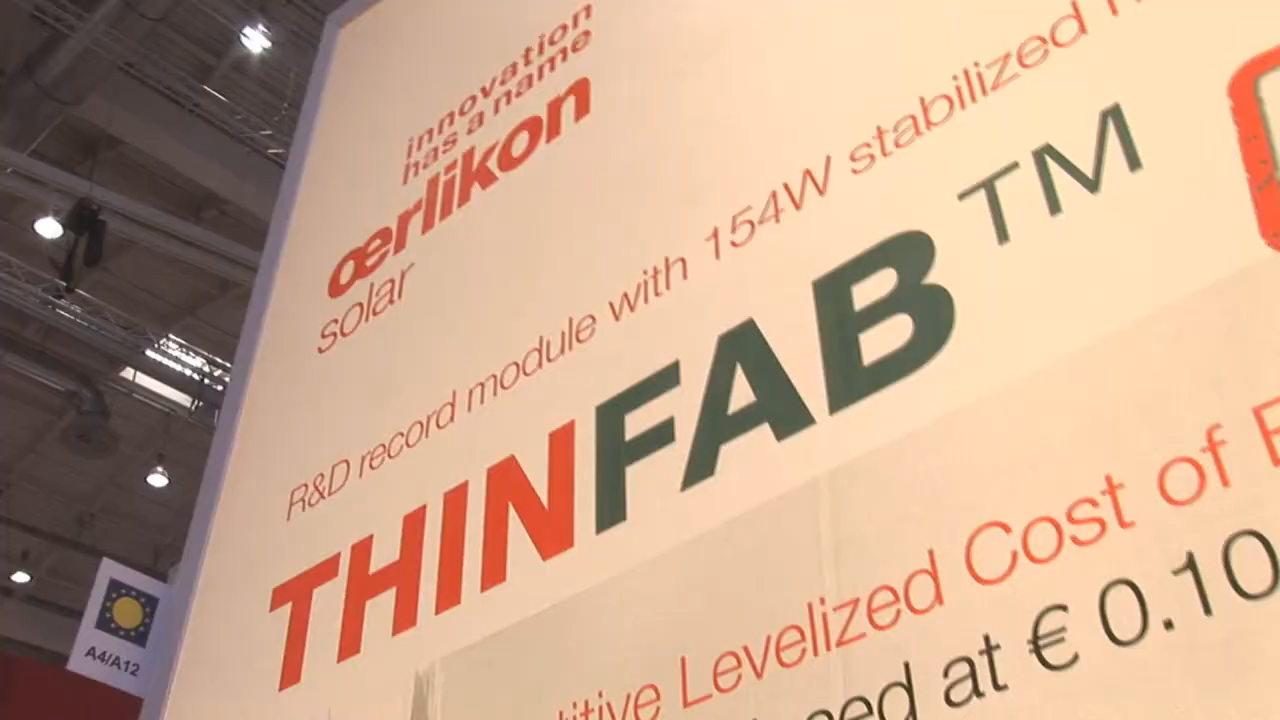 innovation
has a name
œrlikon
solar
R&D record module with 154W stabilized
THINFAB™
Levelized Cost of
at € 0.10
A4/A12